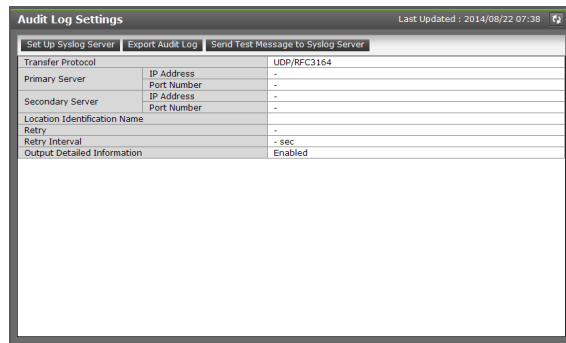 Audit Log Settings Last Updated : 2014/08/22 07:38
Set Up Syslog Server Export Audit Log Send Test Message to Syslog Server
Transfer Protocol UDP/RFC3164
Primary Server IP Address -
Port Number -
Secondary Server IP Address -
Port Number -
Location Identification Name
Retry -
Retry Interval - sec
Output Detailed Information Enabled